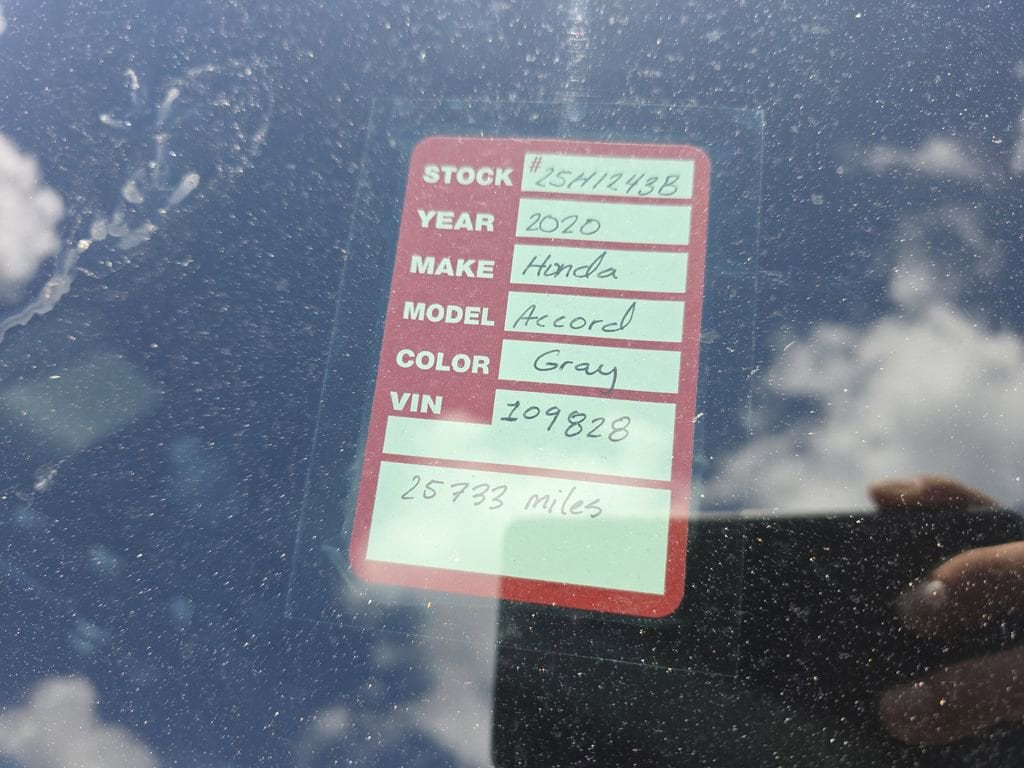 STOCK #25H1243B
YEAR 2020
MAKE Honda
MODEL Accord
COLOR Gray
VIN 109828
25733 miles